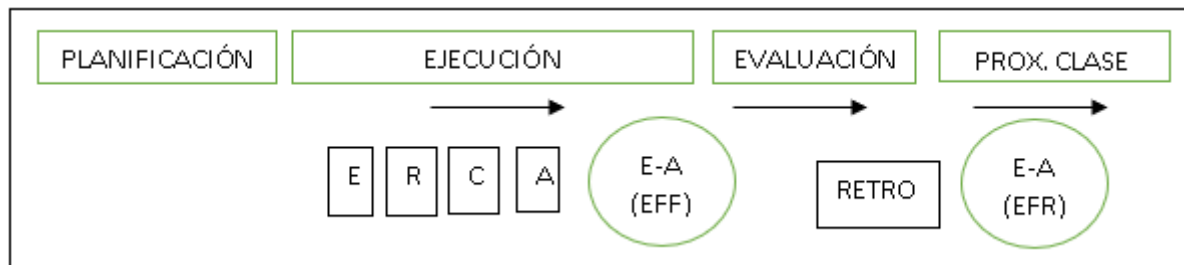 PLANIFICACIÓN
EJECUCIÓN
EVALUACIÓN
PROX. CLASE
E
R
C
A
E-A
(EFF)
RETRO
E-A
(EFR)